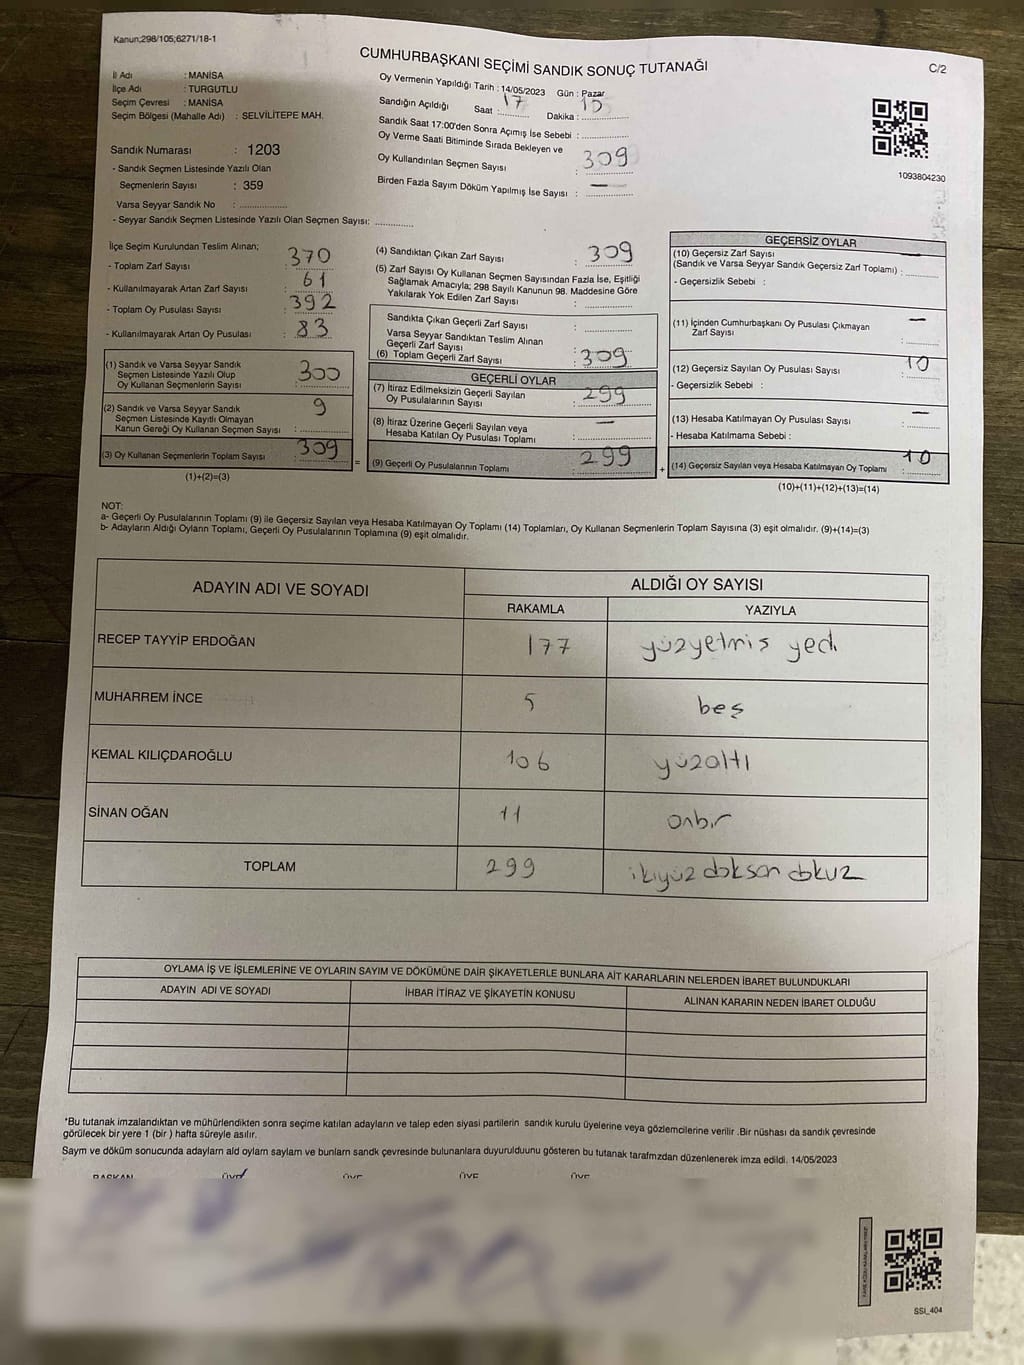 Kanun;298/105;6271/18-1
CUMHURBAŞKANI SEÇİMİ SANDIK SONUÇ TUTANAĞI
C/2
İl Adı : MANİSA
İlçe Adı : TURGUTLU
Seçim Çevresi : MANİSA
Seçim Bölgesi (Mahalle Adı) : SELVİLİTEPE MAH.
Sandık Numarası : 1203
- Sandık Seçmen Listesinde Yazılı Olan
Seçmenlerin Sayısı : 359
Varsa Seyyar Sandık No : ..................
- Seyyar Sandık Seçmen Listesinde Yazılı Olan Seçmen Sayısı: ..............
Oy Vermenin Yapıldığı Tarih : 14/05/2023 Gün : Pazar
Sandığın Açıldığı Saat : 17 Dakika : 15
Sandık Saat 17:00'den Sonra Açımış İse Sebebi : ..................
Oy Verme Saati Bitiminde Sırada Bekleyen ve
Oy Kullandırılan Seçmen Sayısı : 309
Birden Fazla Sayım Döküm Yapılmış İse Sayısı : —
1093804230
İlçe Seçim Kurulundan Teslim Alınan;
- Toplam Zarf Sayısı : 370
- Kullanılmayarak Artan Zarf Sayısı : 61
- Toplam Oy Pusulası Sayısı : 392
- Kullanılmayarak Artan Oy Pusulası : 83
(1) Sandık ve Varsa Seyyar Sandık
Seçmen Listesinde Yazılı Olup
Oy Kullanan Seçmenlerin Sayısı : 300
(2) Sandık ve Varsa Seyyar Sandık
Seçmen Listesinde Kayıtlı Olmayan
Kanun Gereği Oy Kullanan Seçmen Sayısı : 9
(3) Oy Kullanan Seçmenlerin Toplam Sayısı : 309
(1)+(2)=(3)
(4) Sandıktan Çıkan Zarf Sayısı : 309
(5) Zarf Sayısı Oy Kullanan Seçmen Sayısından Fazla İse, Eşitliği
Sağlamak Amacıyla; 298 Sayılı Kanunun 98. Maddesine Göre
Yakılarak Yok Edilen Zarf Sayısı : ..................
Sandıkta Çıkan Geçerli Zarf Sayısı : ..................
Varsa Seyyar Sandıktan Teslim Alınan
Geçerli Zarf Sayısı : ..................
(6) Toplam Geçerli Zarf Sayısı : 309
GEÇERLİ OYLAR
(7) İtiraz Edilmeksizin Geçerli Sayılan
Oy Pusulalarının Sayısı : 299
(8) İtiraz Üzerine Geçerli Sayılan veya
Hesaba Katılan Oy Pusulası Toplamı : —
= (9) Geçerli Oy Pusulalarının Toplamı : 299
GEÇERSİZ OYLAR
(10) Geçersiz Zarf Sayısı
(Sandık ve Varsa Seyyar Sandık Geçersiz Zarf Toplamı) : —
- Geçersizlik Sebebi :
(11) İçinden Cumhurbaşkanı Oy Pusulası Çıkmayan
Zarf Sayısı : —
(12) Geçersiz Sayılan Oy Pusulası Sayısı : 10
- Geçersizlik Sebebi :
(13) Hesaba Katılmayan Oy Pusulası Sayısı : —
- Hesaba Katılmama Sebebi :
+ (14) Geçersiz Sayılan veya Hesaba Katılmayan Oy Toplamı : 10
(10)+(11)+(12)+(13)=(14)
NOT:
a- Geçerli Oy Pusulalarının Toplamı (9) ile Geçersiz Sayılan veya Hesaba Katılmayan Oy Toplamı (14) Toplamları, Oy Kullanan Seçmenlerin Toplam Sayısına (3) eşit olmalıdır. (9)+(14)=(3)
b- Adayların Aldığı Oyların Toplamı, Geçerli Oy Pusulalarının Toplamına (9) eşit olmalıdır.
ADAYIN ADI VE SOYADI ALDIĞI OY SAYISI
RAKAMLA YAZIYLA
RECEP TAYYİP ERDOĞAN 177 yüzyetmis yedi
MUHARREM İNCE 5 beş
KEMAL KILIÇDAROĞLU 106 yüzaltı
SİNAN OĞAN 11 onbir
TOPLAM 299 ikiyüz doksan dokuz
OYLAMA İŞ VE İŞLEMLERİNE VE OYLARIN SAYIM VE DÖKÜMÜNE DAİR ŞİKAYETLERLE BUNLARA AİT KARARLARIN NELERDEN İBARET BULUNDUKLARI
ADAYIN ADI VE SOYADI İHBAR İTİRAZ VE ŞİKAYETİN KONUSU ALINAN KARARIN NEDEN İBARET OLDUĞU
*Bu tutanak imzalandıktan ve mühürlendikten sonra seçime katılan adayların ve talep eden siyasi partilerin sandık kurulu üyelerine veya gözlemcilerine verilir .Bir nüshası da sandık çevresinde
görülecek bir yere 1 (bir ) hafta süreyle asılır.
Saym ve döküm sonucunda adayların ald oylam saylam ve bunların sandk çevresinde bulunanlara duyurulduunu gösteren bu tutanak tarafmzdan düzenlenerek imza edildi. 14/05/2023
BAŞKAN ÜYE ÜYE ÜYE ÜYE
SSI_404